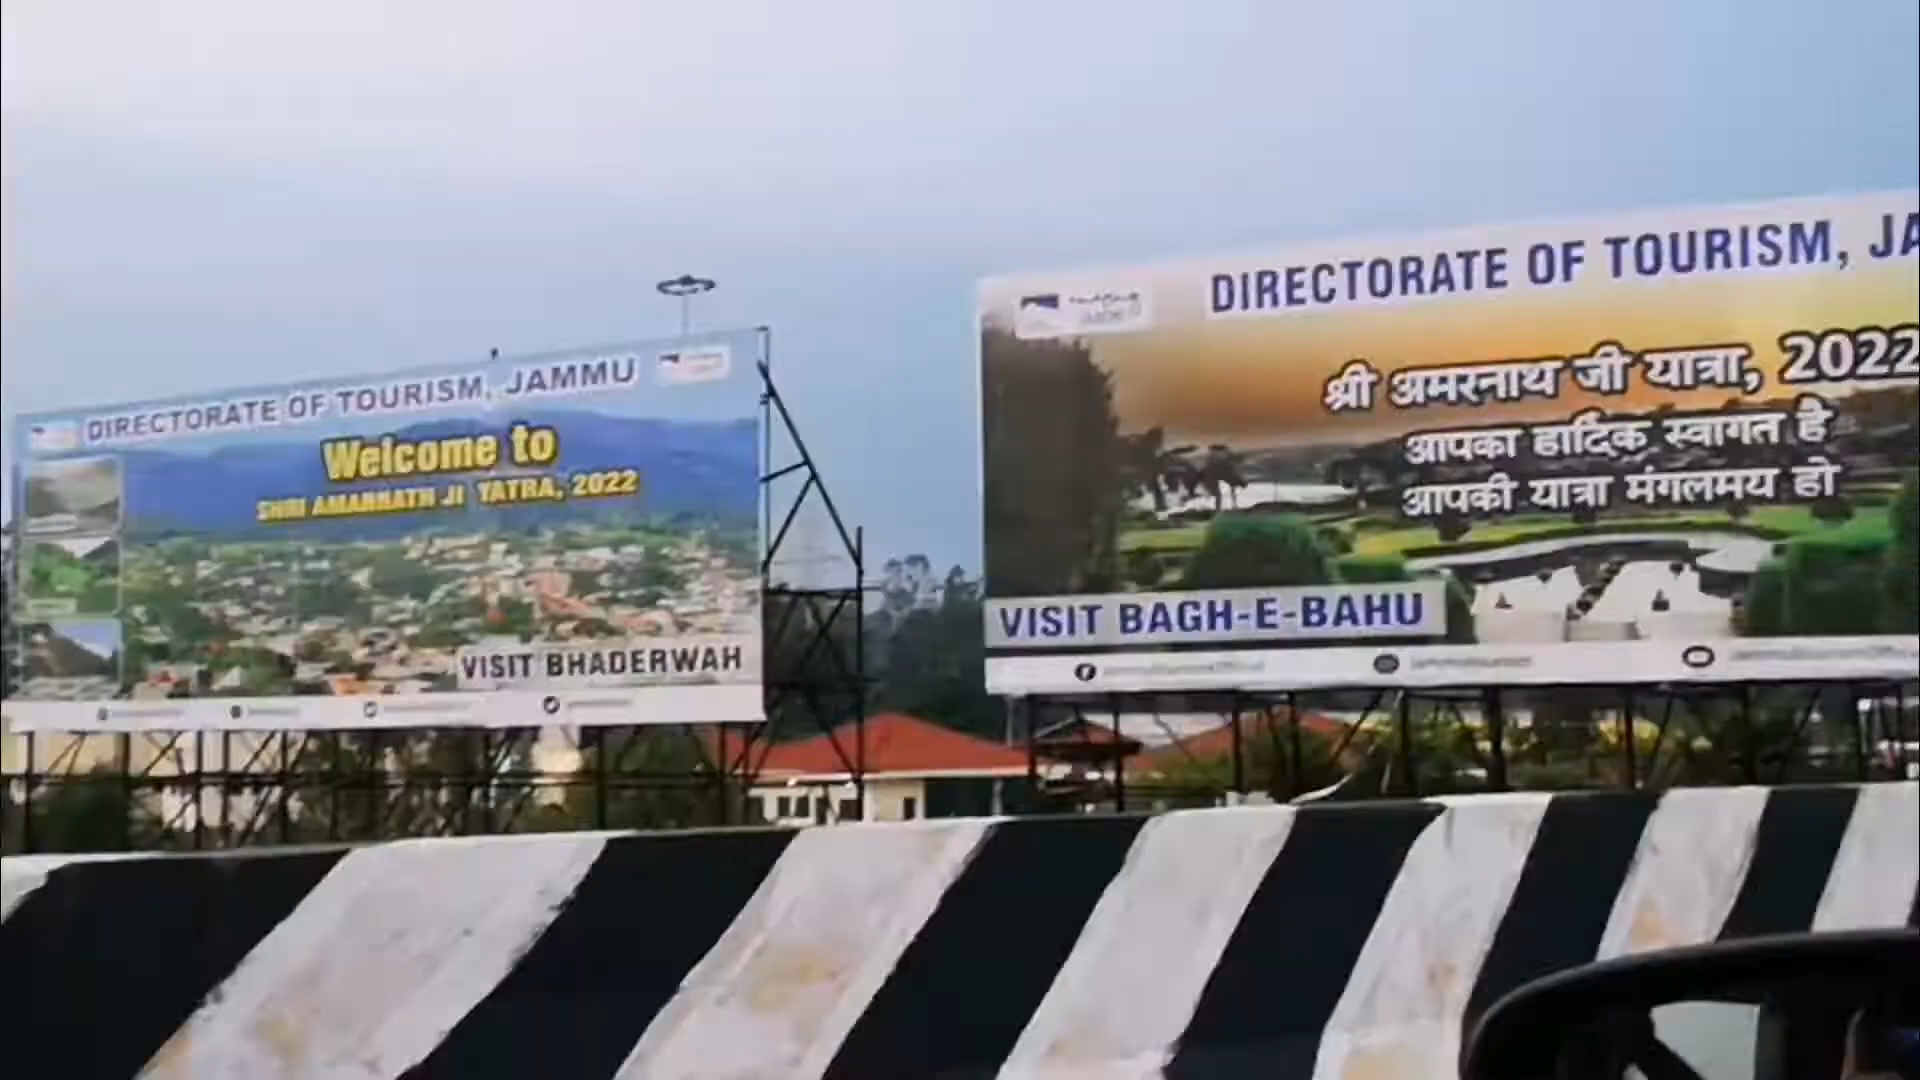 DIRECTORATE OF TOURISM, JAMMU
Welcome to
SHRI AMARNATH JI YATRA, 2022
VISIT BHADERWAH
DIRECTORATE OF TOURISM, JA
श्री अमरनाथ जी यात्रा, 2022
आपका हार्दिक स्वागत है
आपकी यात्रा मंगलमय हो
VISIT BAGH-E-BAHU